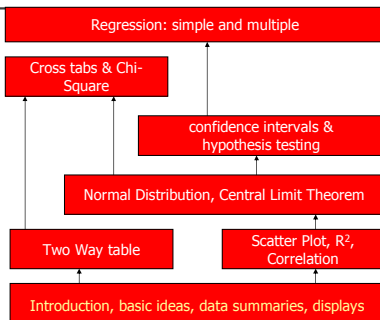 Regression: simple and multiple
Cross tabs & Chi-
Square
confidence intervals &
hypothesis testing
Normal Distribution, Central Limit Theorem
Two Way table
Scatter Plot, R²,
Correlation
Introduction, basic ideas, data summaries, displays